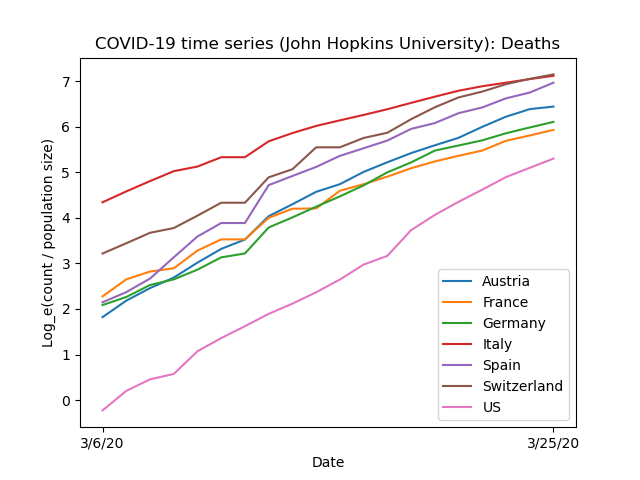 COVID-19 time series (John Hopkins University): Deaths
Log_e(count / population size)
7
6
5
4
3
2
1
0
Austria
France
Germany
Italy
Spain
Switzerland
US
3/6/20
3/25/20
Date